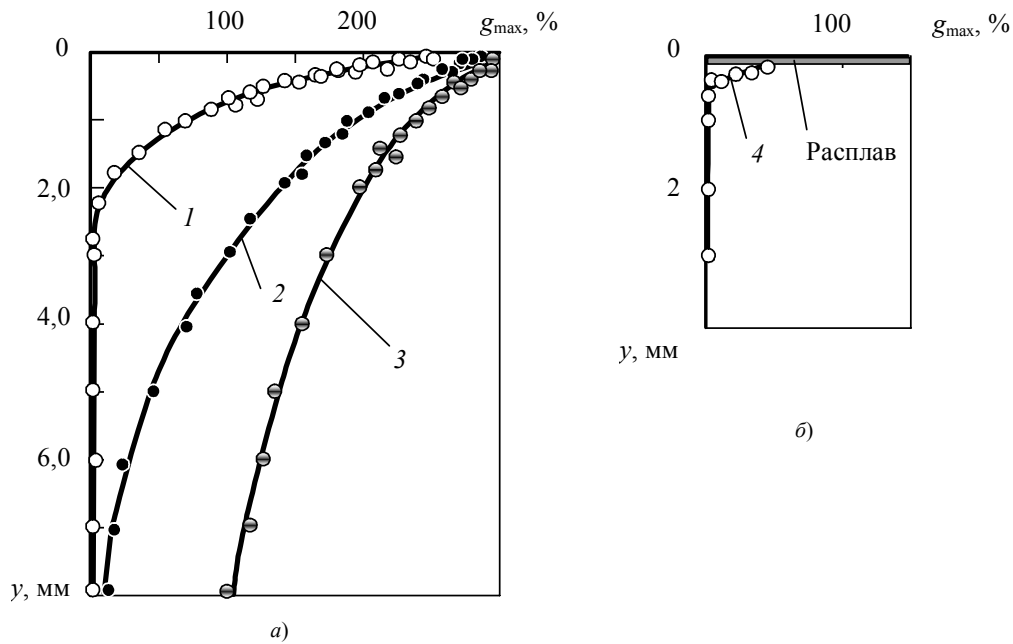 100 200 g_max, %
0
2,0
4,0
6,0
y, мм
1
2
3
а)
100 g_max, %
0
2
4 Расплав
y, мм
б)